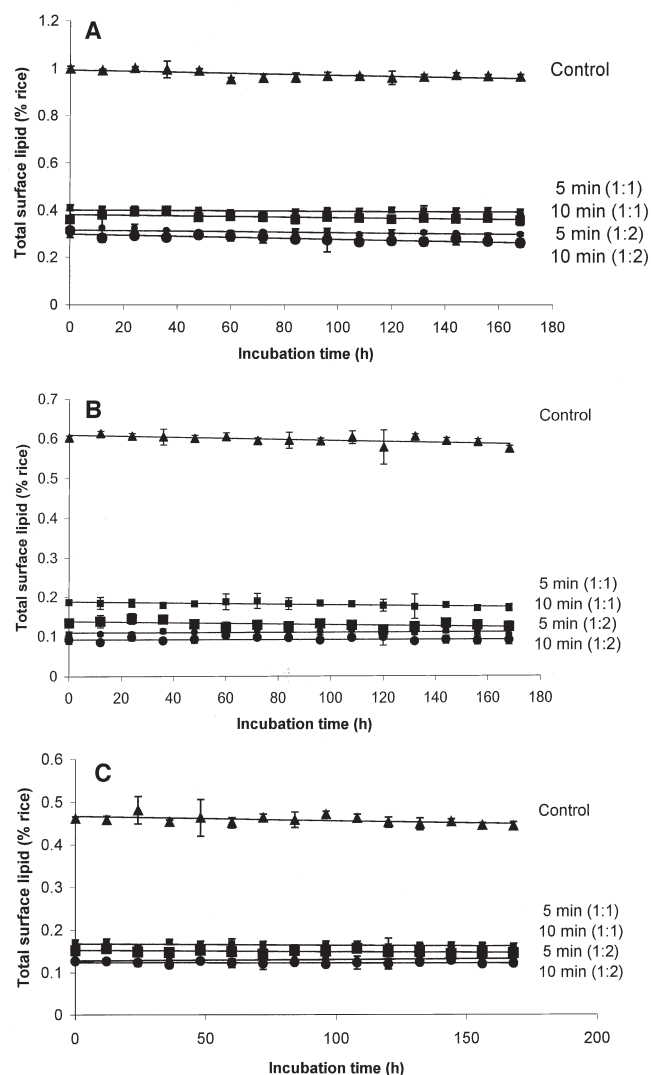 A
Total surface lipid (% rice)
1.2
1
0.8
0.6
0.4
0.2
0
0 20 40 60 80 100 120 140 160 180
Incubation time (h)
Control
5 min (1:1)
10 min (1:1)
5 min (1:2)
10 min (1:2)
B
Total surface lipid (% rice)
0.7
0.6
0.5
0.4
0.3
0.2
0.1
0
0 20 40 60 80 100 120 140 160 180
Incubation time (h)
Control
5 min (1:1)
10 min (1:1)
5 min (1:2)
10 min (1:2)
C
Total surface lipid (% rice)
0.6
0.5
0.4
0.3
0.2
0.1
0
0 50 100 150 200
Incubation time (h)
Control
5 min (1:1)
10 min (1:1)
5 min (1:2)
10 min (1:2)